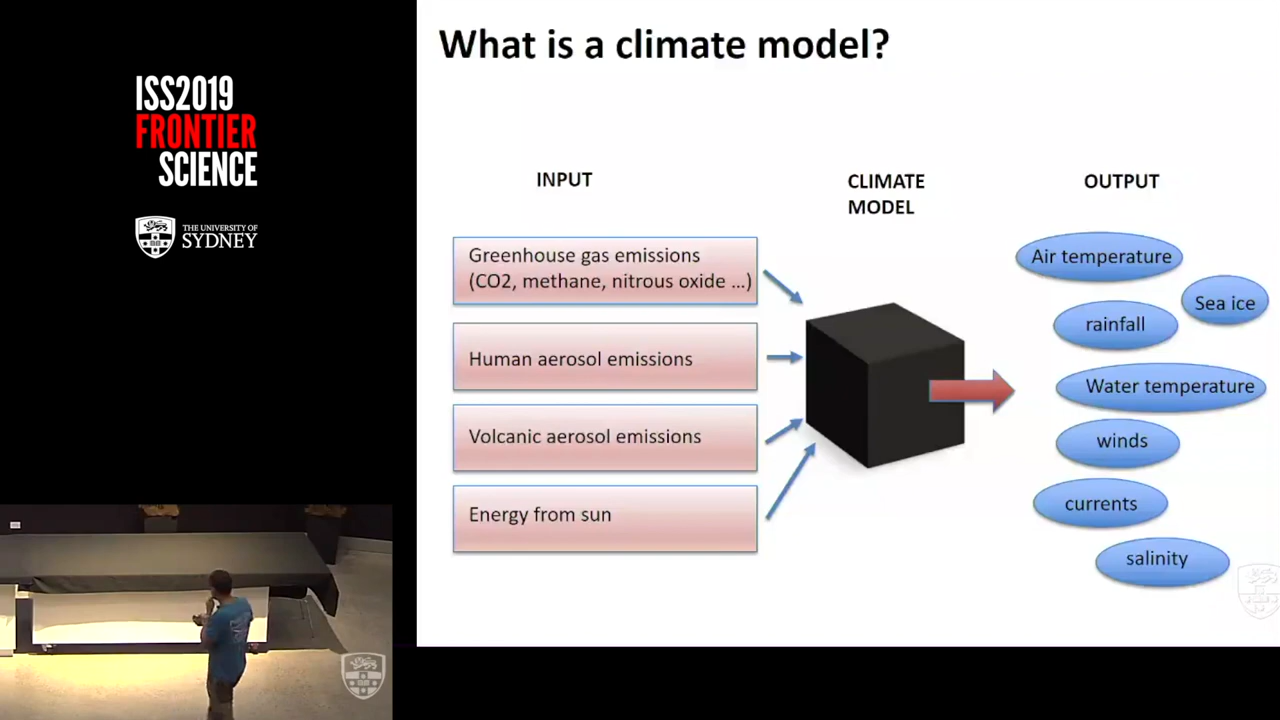 ISS2019
FRONTIER
SCIENCE
THE UNIVERSITY OF
SYDNEY
What is a climate model?
INPUT
CLIMATE
MODEL
OUTPUT
Greenhouse gas emissions
(CO2, methane, nitrous oxide ...)
Human aerosol emissions
Volcanic aerosol emissions
Energy from sun
Air temperature
Sea ice
rainfall
Water temperature
winds
currents
salinity